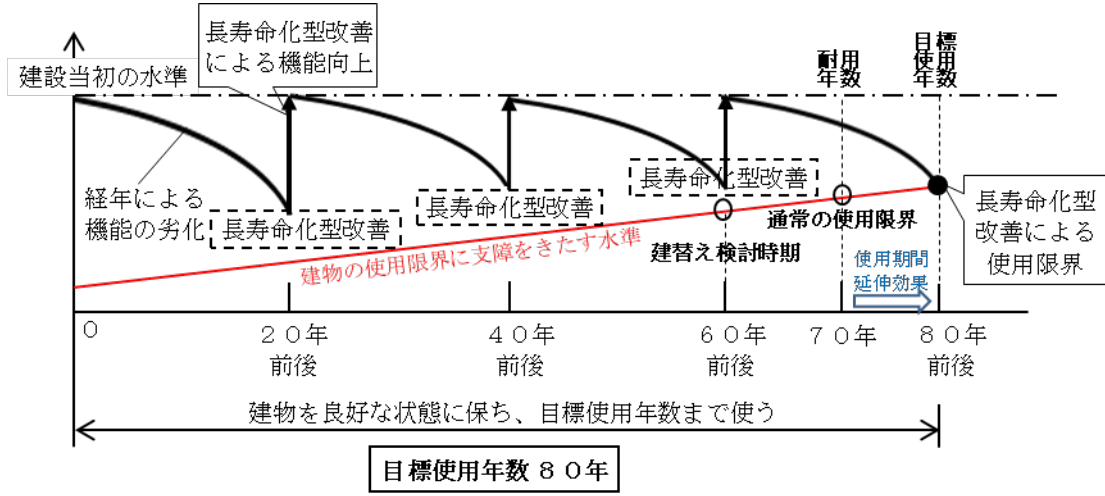 長寿命化型改善
による機能向上
建設当初の水準
耐用
年数
目標
使用
年数
経年による
機能の劣化
長寿命化型改善
長寿命化型改善
長寿命化型改善
通常の使用限界
建替え検討時期
建物の使用限界に支障をきたす水準
長寿命化型
改善による
使用限界
使用期間
延伸効果
０
２０年
前後
４０年
前後
６０年
前後
７０年
８０年
前後
建物を良好な状態に保ち、目標使用年数まで使う
目標使用年数８０年